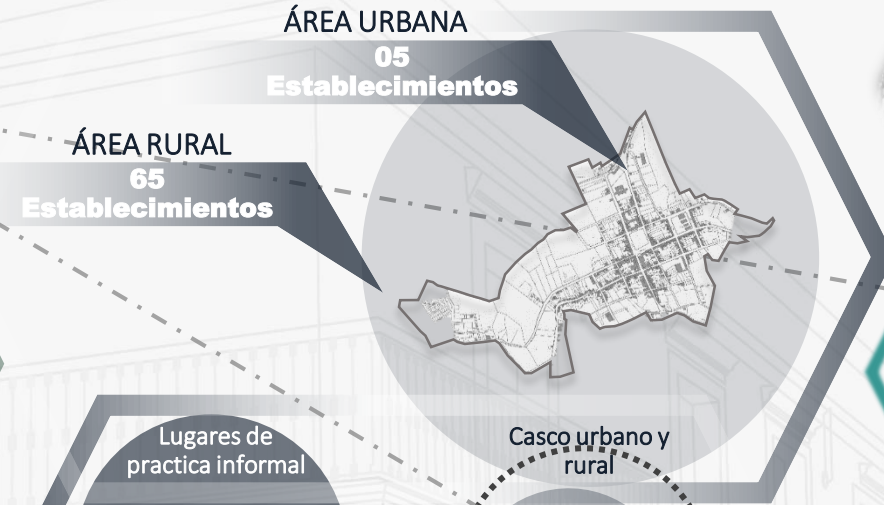 ÁREA URBANA
05
Establecimientos
ÁREA RURAL
65
Establecimientos
Lugares de
practica informal
Casco urbano y
rural